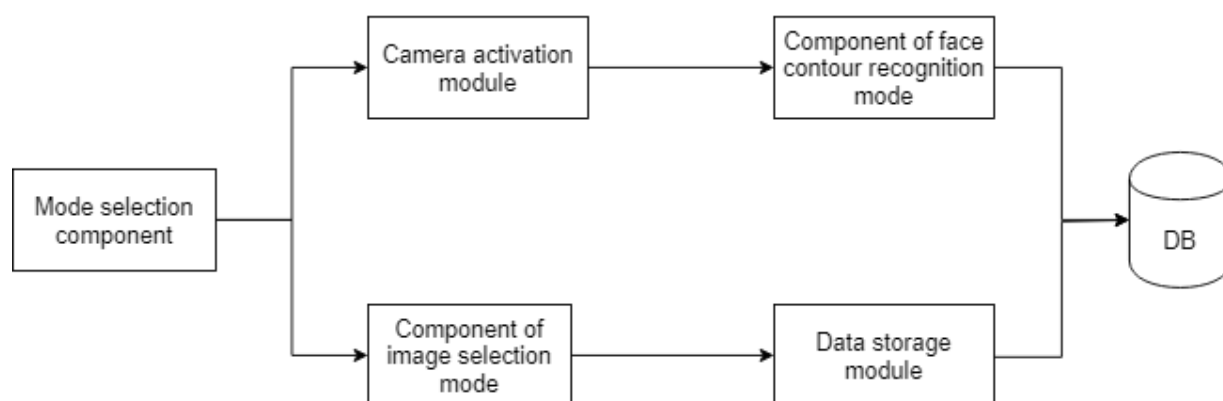 Camera activation
module
Component of face
contour recognition
mode
Mode selection
component
DB
Component of
image selection
mode
Data storage
module